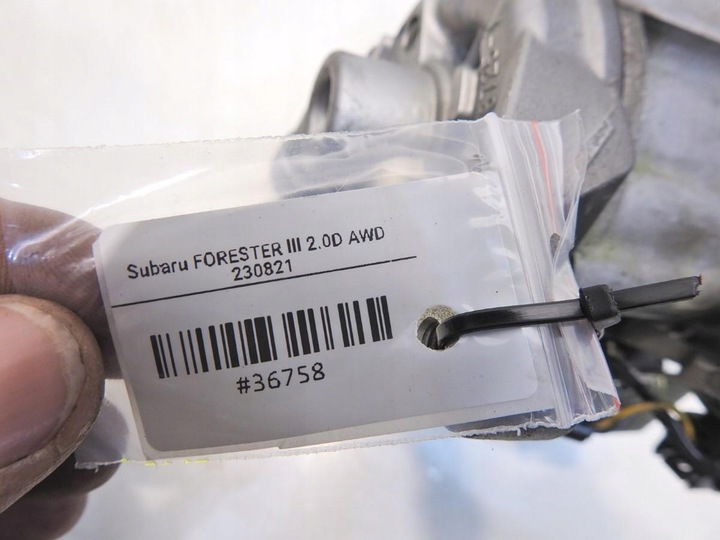 Subaru FORESTER III 2.0D AWD
230821
#36758